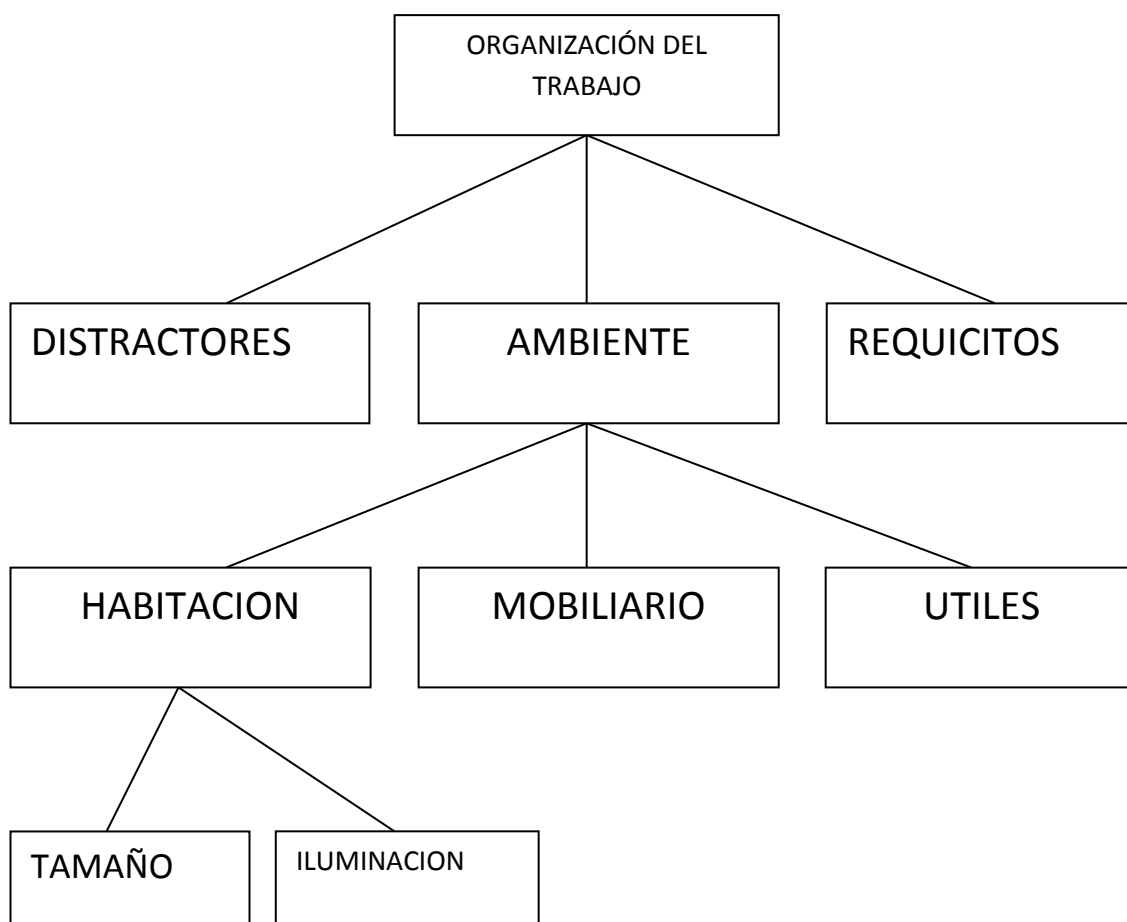 ORGANIZACIÓN DEL
TRABAJO
DISTRACTORES
AMBIENTE
REQUICITOS
HABITACION
MOBILIARIO
UTILES
TAMAÑO
ILUMINACION